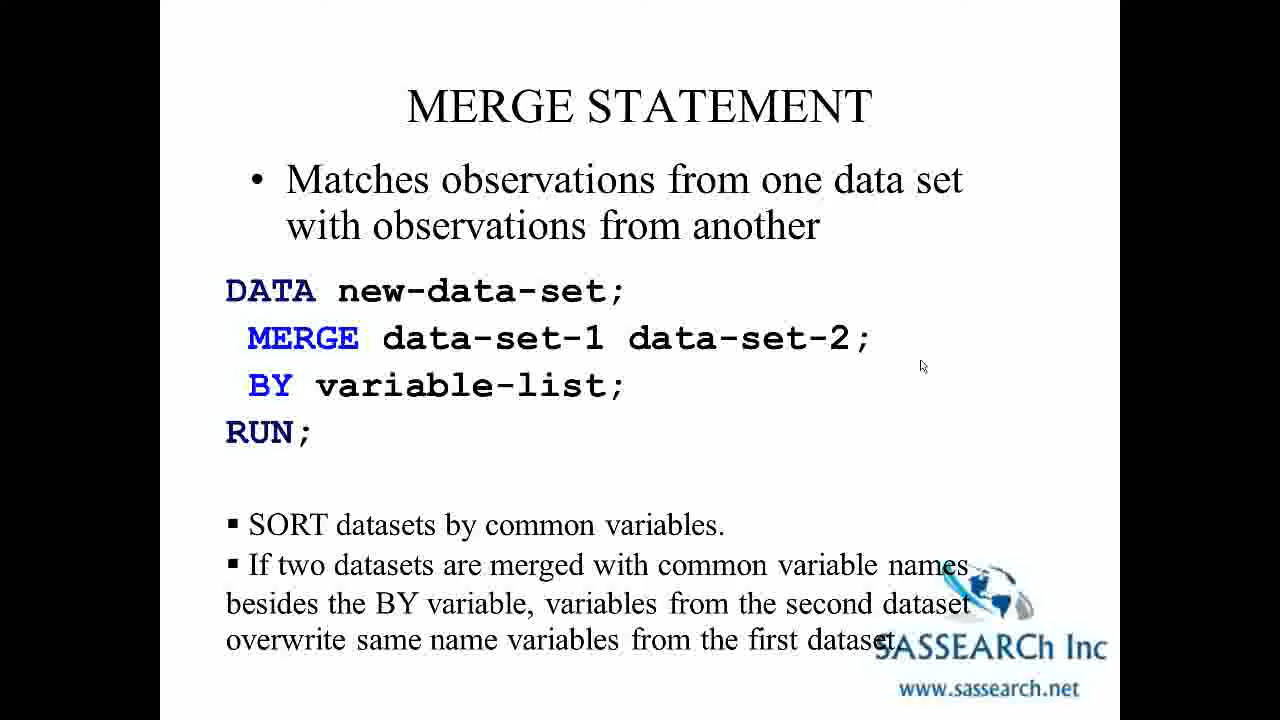 MERGE STATEMENT
• Matches observations from one data set
with observations from another
DATA new-data-set;
MERGE data-set-1 data-set-2;
BY variable-list;
RUN;
▪ SORT datasets by common variables.
▪ If two datasets are merged with common variable names
besides the BY variable, variables from the second dataset
overwrite same name variables from the first dataset.
SASSEARCh Inc
www.sassearch.net